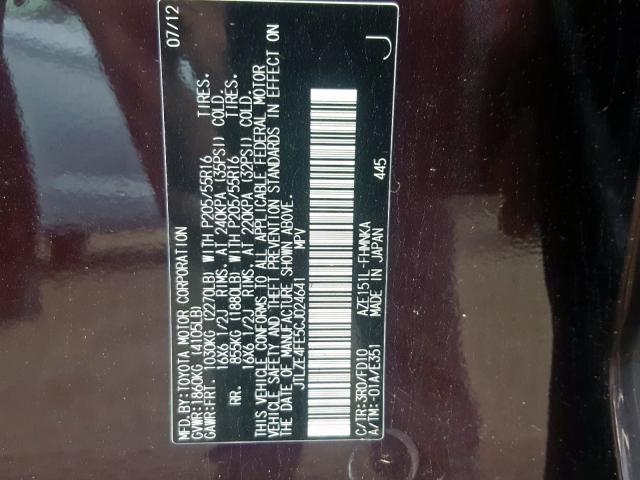 MFD.BY:TOYOTA MOTOR CORPORATION 07/12
GVWR:1860KG (4105LB)
GAWR:FRT. 1030KG (2270LB) WITH P205/55R16 TIRES.
16X6 1/2J RIMS, AT 240KPA (35PSI) COLD.
RR. 855KG (1880LB) WITH P205/55R16 TIRES.
16X6 1/2J RIMS, AT 220KPA (32PSI) COLD.
THIS VEHICLE CONFORMS TO ALL APPLICABLE FEDERAL MOTOR
VEHICLE SAFETY AND THEFT PREVENTION STANDARDS IN EFFECT ON
THE DATE OF MANUFACTURE SHOWN ABOVE.
JTLZE4FE5CJ024641 MPV
C/TR:3R0/FD10 AZE151L-FHMNKA
A/TM:-01A/E351 MADE IN JAPAN 445 J